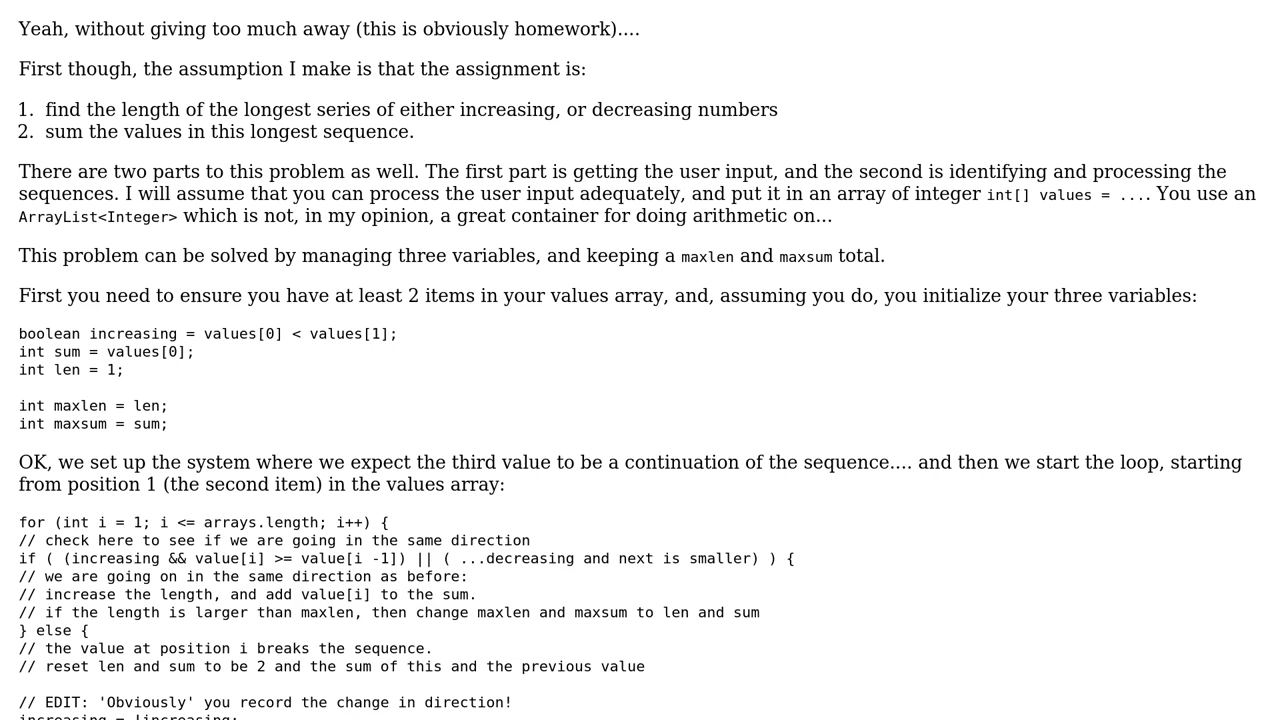 Yeah, without giving too much away (this is obviously homework)....
First though, the assumption I make is that the assignment is:
1. find the length of the longest series of either increasing, or decreasing numbers
2. sum the values in this longest sequence.
There are two parts to this problem as well. The first part is getting the user input, and the second is identifying and processing the
sequences. I will assume that you can process the user input adequately, and put it in an array of integer int[] values = .... You use an
ArrayList<Integer> which is not, in my opinion, a great container for doing arithmetic on...
This problem can be solved by managing three variables, and keeping a maxlen and maxsum total.
First you need to ensure you have at least 2 items in your values array, and, assuming you do, you initialize your three variables:
boolean increasing = values[0] < values[1];
int sum = values[0];
int len = 1;
int maxlen = len;
int maxsum = sum;
OK, we set up the system where we expect the third value to be a continuation of the sequence.... and then we start the loop, starting
from position 1 (the second item) in the values array:
for (int i = 1; i <= arrays.length; i++) {
// check here to see if we are going in the same direction
if ( (increasing && value[i] >= value[i -1]) || ( ...decreasing and next is smaller) ) {
// we are going on in the same direction as before:
// increase the length, and add value[i] to the sum.
// if the length is larger than maxlen, then change maxlen and maxsum to len and sum
} else {
// the value at position i breaks the sequence.
// reset len and sum to be 2 and the sum of this and the previous value
// EDIT: 'Obviously' you record the change in direction!
increasing = !increasing;